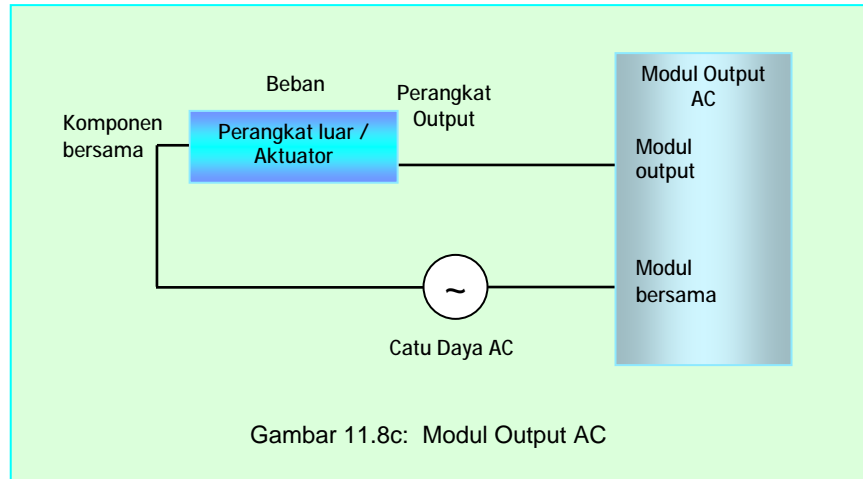 Modul Output
AC
Beban
Perangkat
Output
Komponen
bersama
Perangkat luar /
Aktuator
Modul
output
Modul
bersama
~
Catu Daya AC
Gambar 11.8c: Modul Output AC